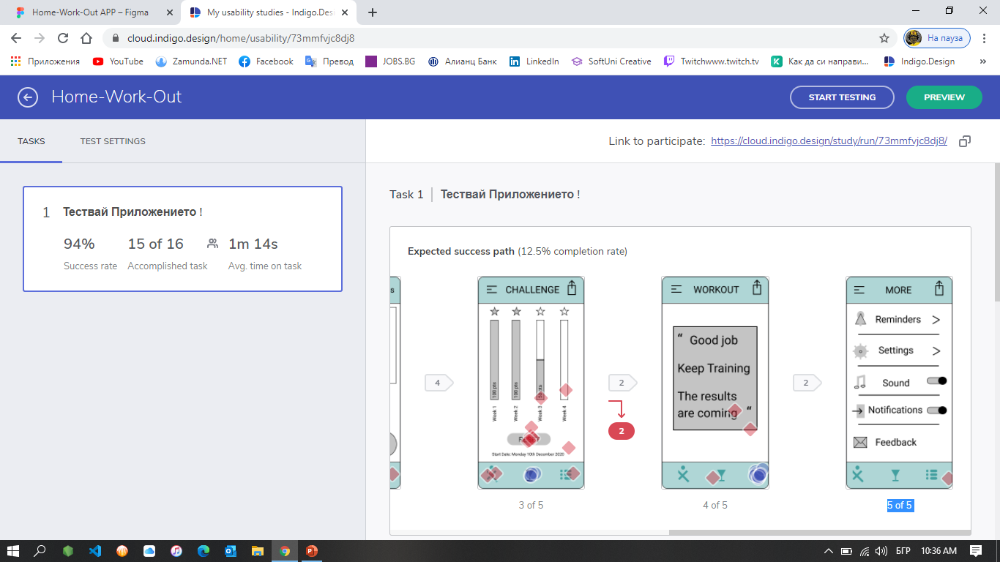 Home-Work-Out APP – Figma
My usability studies - Indigo.Desi
cloud.indigo.design/home/usability/73mmfvjc8dj8
На пауза
Приложения YouTube Zamunda.NET Facebook Превод JOBS.BG Алианц Банк LinkedIn SoftUni Creative Twitchwww.twitch.tv Как да си направи... Indigo.Design »
Home-Work-Out
START TESTING PREVIEW
TASKS TEST SETTINGS
Link to participate: https://cloud.indigo.design/study/run/73mmfvjc8dj8/
1 Тествай Приложението !
94% 15 of 16 1m 14s
Success rate Accomplished task Avg. time on task
Task 1 Тествай Приложението !
Expected success path (12.5% completion rate)
s
4
CHALLENGE
100 pts 100 pts
Week 1 Week 2 Week 3 Week 4
Start Date: Monday 10th December 2020
3 of 5
2
2
WORKOUT
“ Good job
Keep Training
The results
are coming “
4 of 5
2
MORE
Reminders
Settings
Sound
Notifications
Feedback
5 of 5
БГР 10:36 AM